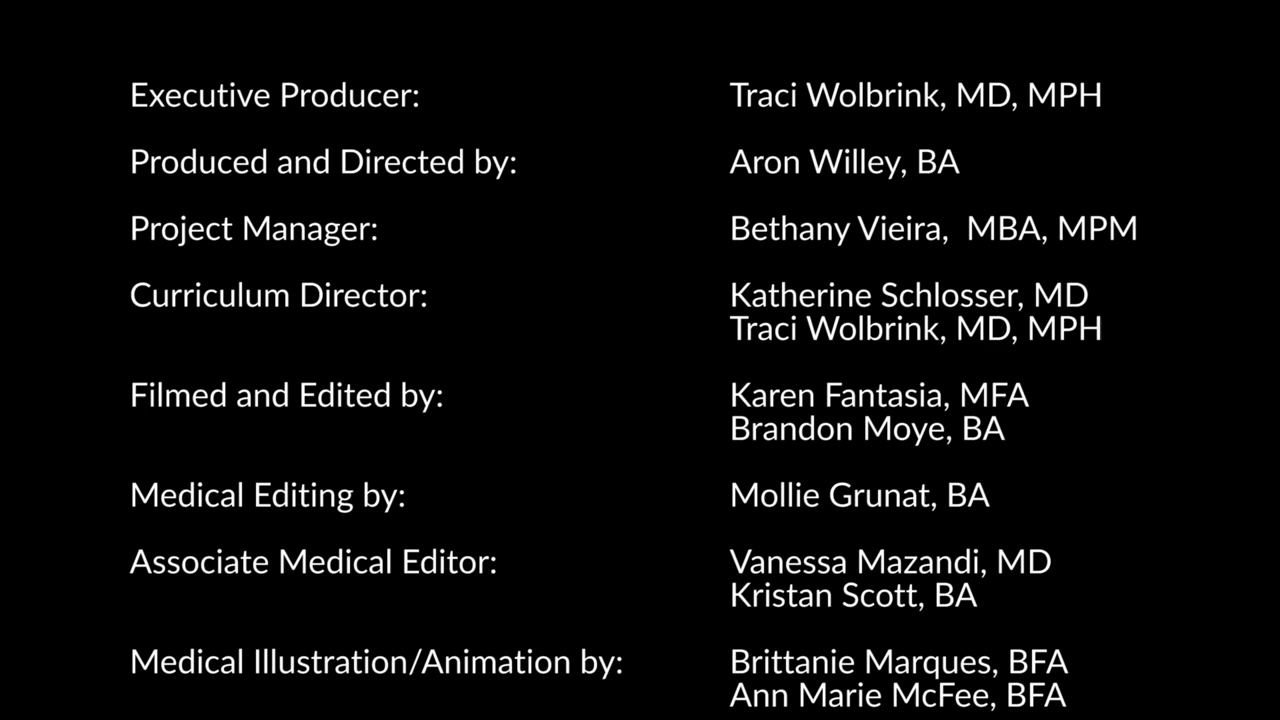 Executive Producer: Traci Wolbrink, MD, MPH
Produced and Directed by: Aron Willey, BA
Project Manager: Bethany Vieira,  MBA, MPM
Curriculum Director: Katherine Schlosser, MD
Traci Wolbrink, MD, MPH
Filmed and Edited by: Karen Fantasia, MFA
Brandon Moye, BA
Medical Editing by: Mollie Grunat, BA
Associate Medical Editor: Vanessa Mazandi, MD
Kristan Scott, BA
Medical Illustration/Animation by: Brittanie Marques, BFA
Ann Marie McFee, BFA